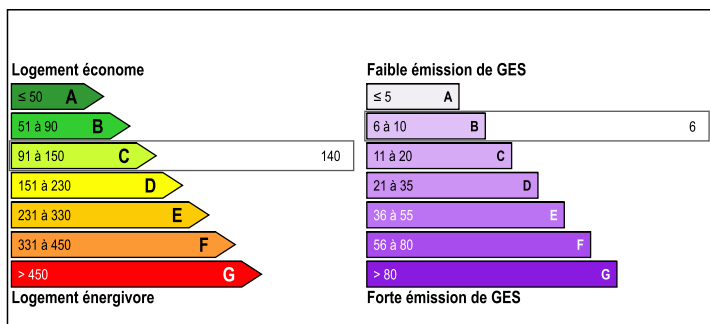 Logement économe
≤ 50 A
51 à 90 B
91 à 150 C 140
151 à 230 D
231 à 330 E
331 à 450 F
> 450 G
Logement énergivore
Faible émission de GES
≤ 5 A
6 à 10 B 6
11 à 20 C
21 à 35 D
36 à 55 E
56 à 80 F
> 80 G
Forte émission de GES